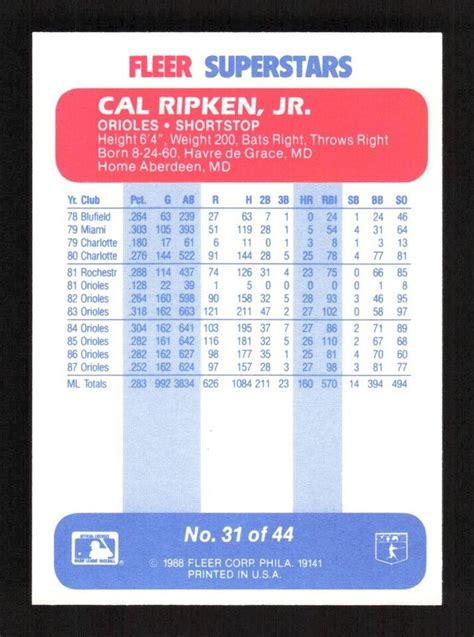 FLEER SUPERSTARS
CAL RIPKEN, JR.
ORIOLES • SHORTSTOP
Height 6'4", Weight 200, Bats Right, Throws Right
Born 8-24-60, Havre de Grace, MD
Home Aberdeen, MD
Yr. Club Pct. G AB R H 2B 3B HR RBI SB BB SO
78 Blufield .264 63 239 27 63 7 1 0 24 1 24 46
79 Miami .303 105 393 51 119 28 1 5 54 4 31
79 Charlotte .180 17 61 6 11 0 1 3 8 1 3 13
80 Charlotte .276 144 522 91 144 28 5 25 78 4 77 81
81 Rochestr .288 114 437 74 126 31 4 23 75 0 66 85
81 Orioles .128 22 39 1 5 0 0 0 0 0 1 8
82 Orioles .264 160 598 90 158 32 5 28 93 3 46 95
83 Orioles .318 162 663 121 211 47 2 27 102 0 58 97
84 Orioles .304 162 641 103 195 37 7 27 86 2 71 89
85 Orioles .281 161 642 116 181 32 5 26 110 2 67 68
86 Orioles .282 162 627 98 177 35 1 25 81 4 70 60
87 Orioles .252 162 624 97 157 28 3 27 98 3 81 77
ML Totals .283 992 3834 626 1084 211 23 160 570 14 394 494
No. 31 of 44
© 1988 FLEER CORP. PHILA. 19141
PRINTED IN U.S.A.